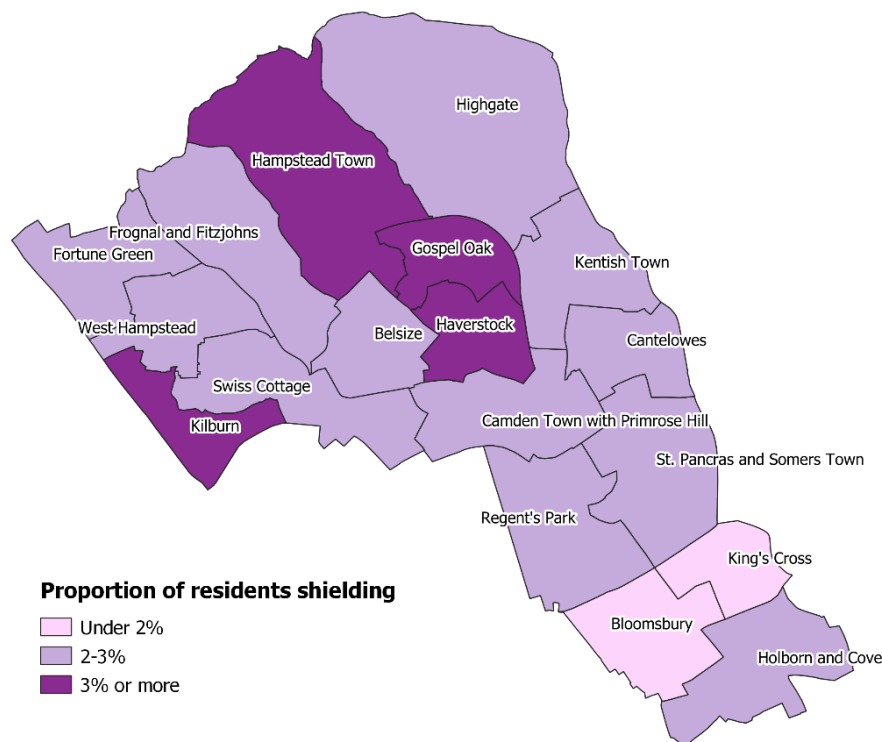 Highgate
Hampstead Town
Frognal and Fitzjohns
Gospel Oak
Fortune Green
Kentish Town
West Hampstead
Haverstock
Belsize
Cantelowes
Swiss Cottage
Kilburn
Camden Town with Primrose Hill
St. Pancras and Somers Town
Regent's Park
King's Cross
Proportion of residents shielding
Under 2%
Bloomsbury
2-3%
Holborn and Cove
3% or more